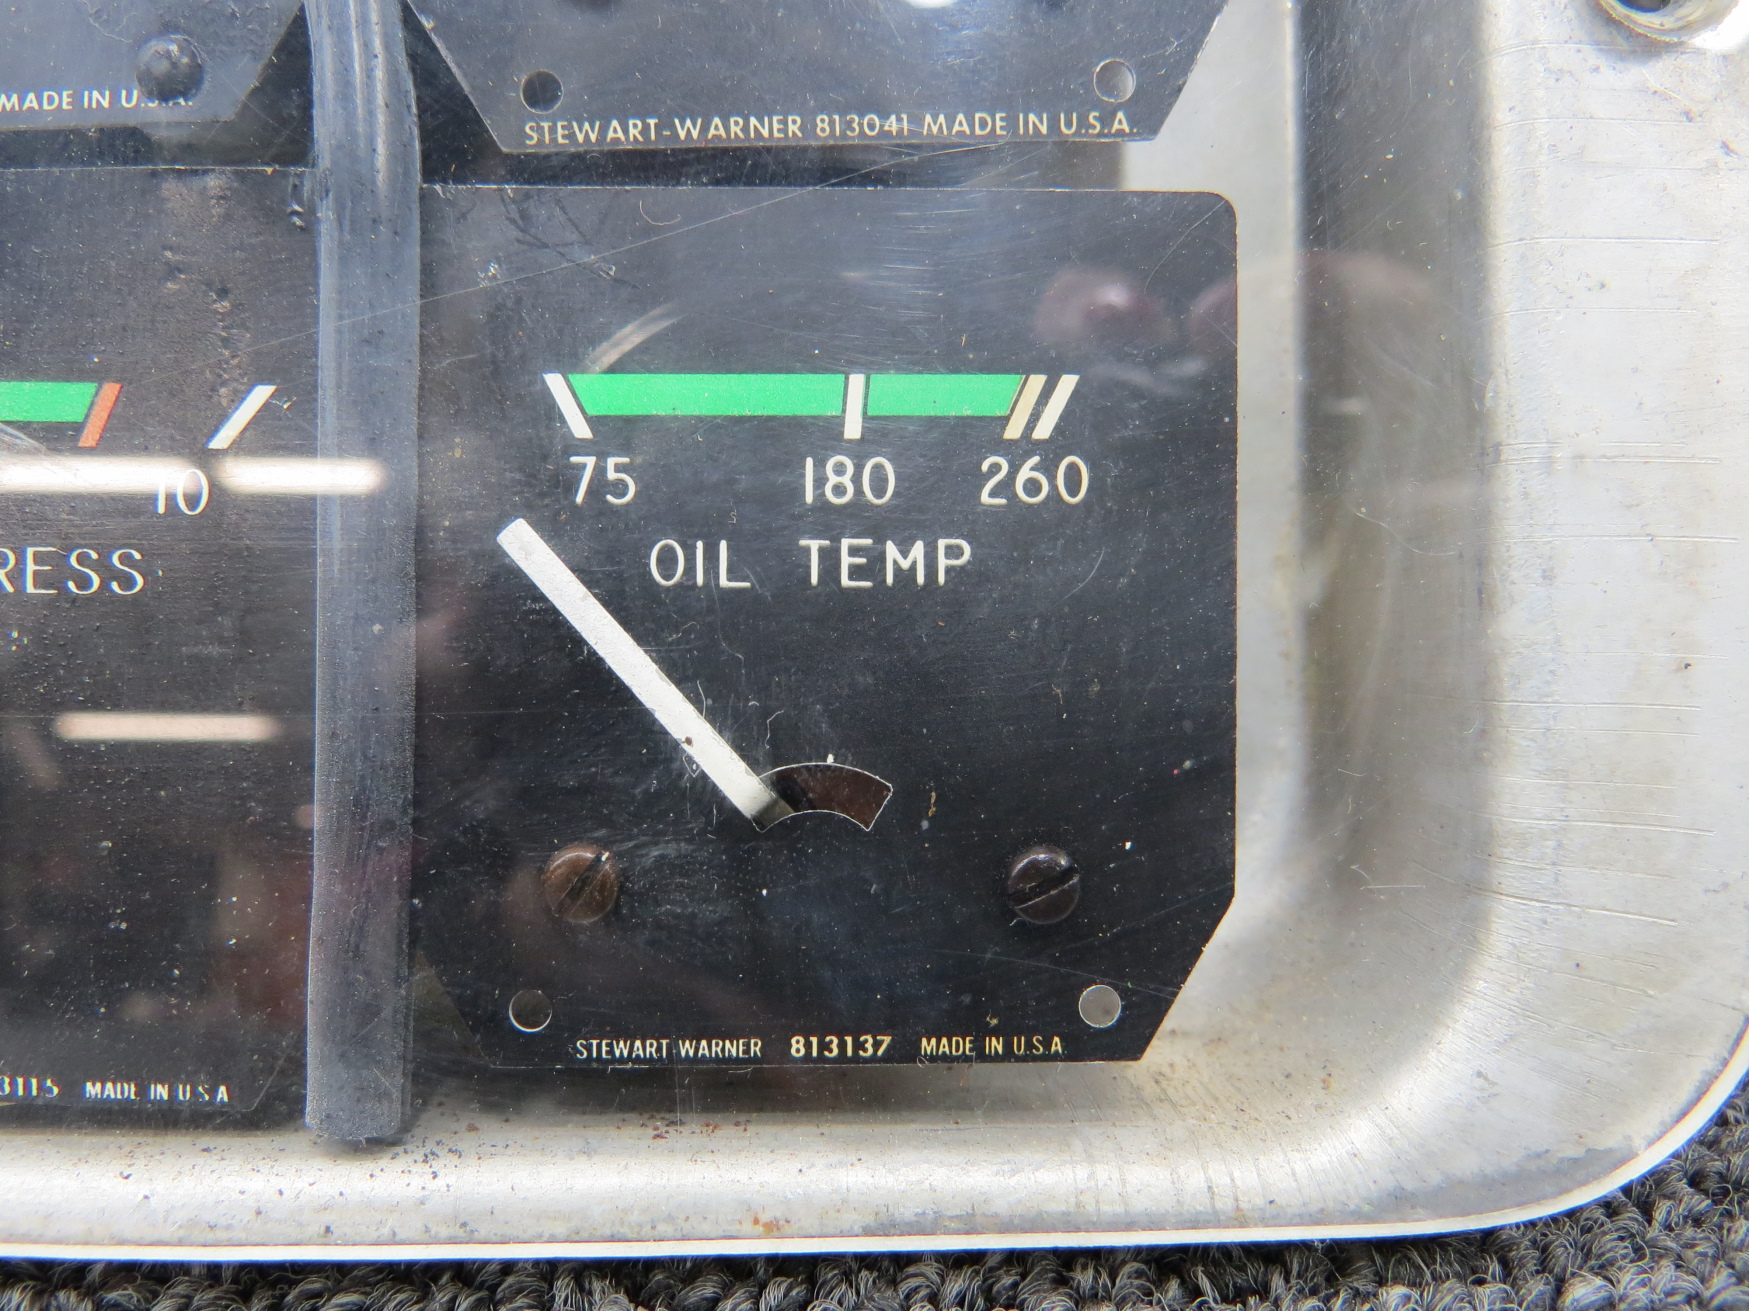 MADE IN U.S.A.
STEWART-WARNER 813041 MADE IN U.S.A.
10
RESS
75 180 260
OIL TEMP
STEWART-WARNER 813137 MADE IN U.S.A
3115 MADE IN U S A